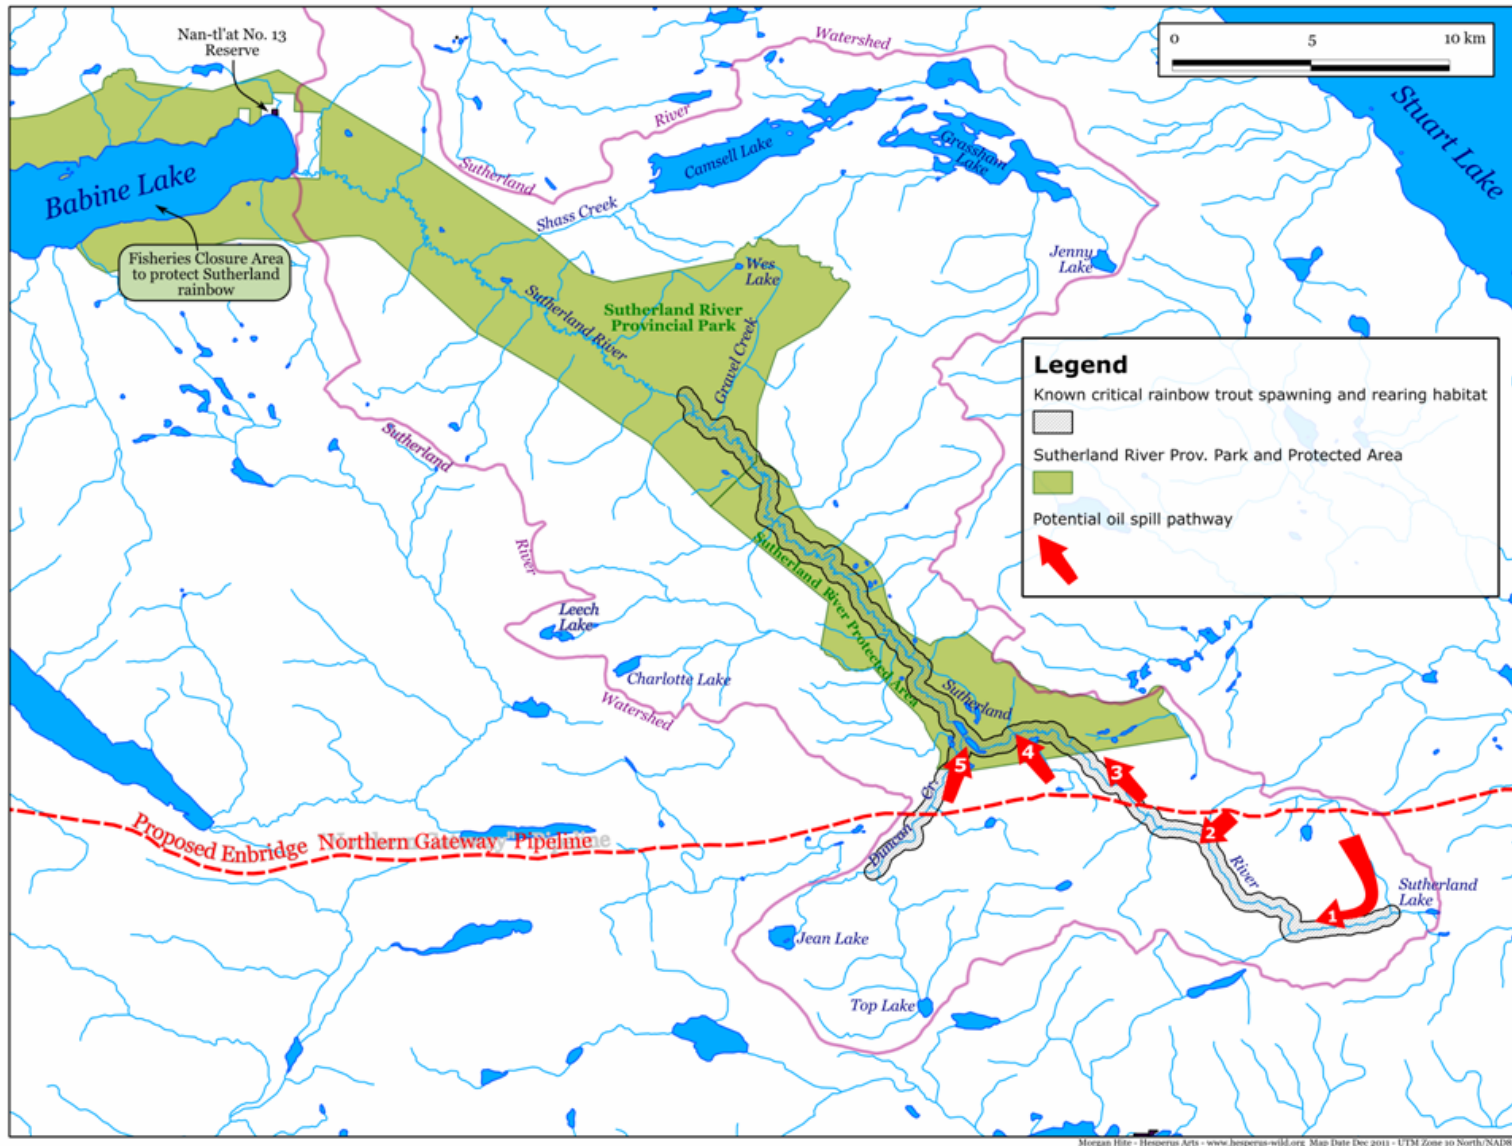 Nan-tl'at No. 13
Reserve
Watershed
0 5 10 km
Stuart Lake
River
Camsell Lake
Grassham
Lake
Sutherland
Babine Lake
Shass Creek
Jenny
Lake
Fisheries Closure Area
to protect Sutherland
rainbow
Wes
Lake
Sutherland River
Sutherland River
Provincial Park
Gravel Creek
Legend
Known critical rainbow trout spawning and rearing habitat
Sutherland River Prov. Park and Protected Area
Potential oil spill pathway
Sutherland
River
Sutherland River Protected Area
Leech
Lake
Charlotte Lake
Watershed
Sutherland
5
4
3
2
1
Duncan Cr.
River
Sutherland
Lake
Proposed Enbridge Northern Gateway Pipeline
Jean Lake
Top Lake
Morgan Hite - Hesperus Arts - www.hesperus-wild.org Map Date Dec 2011 - UTM Zone 10 North/NAD